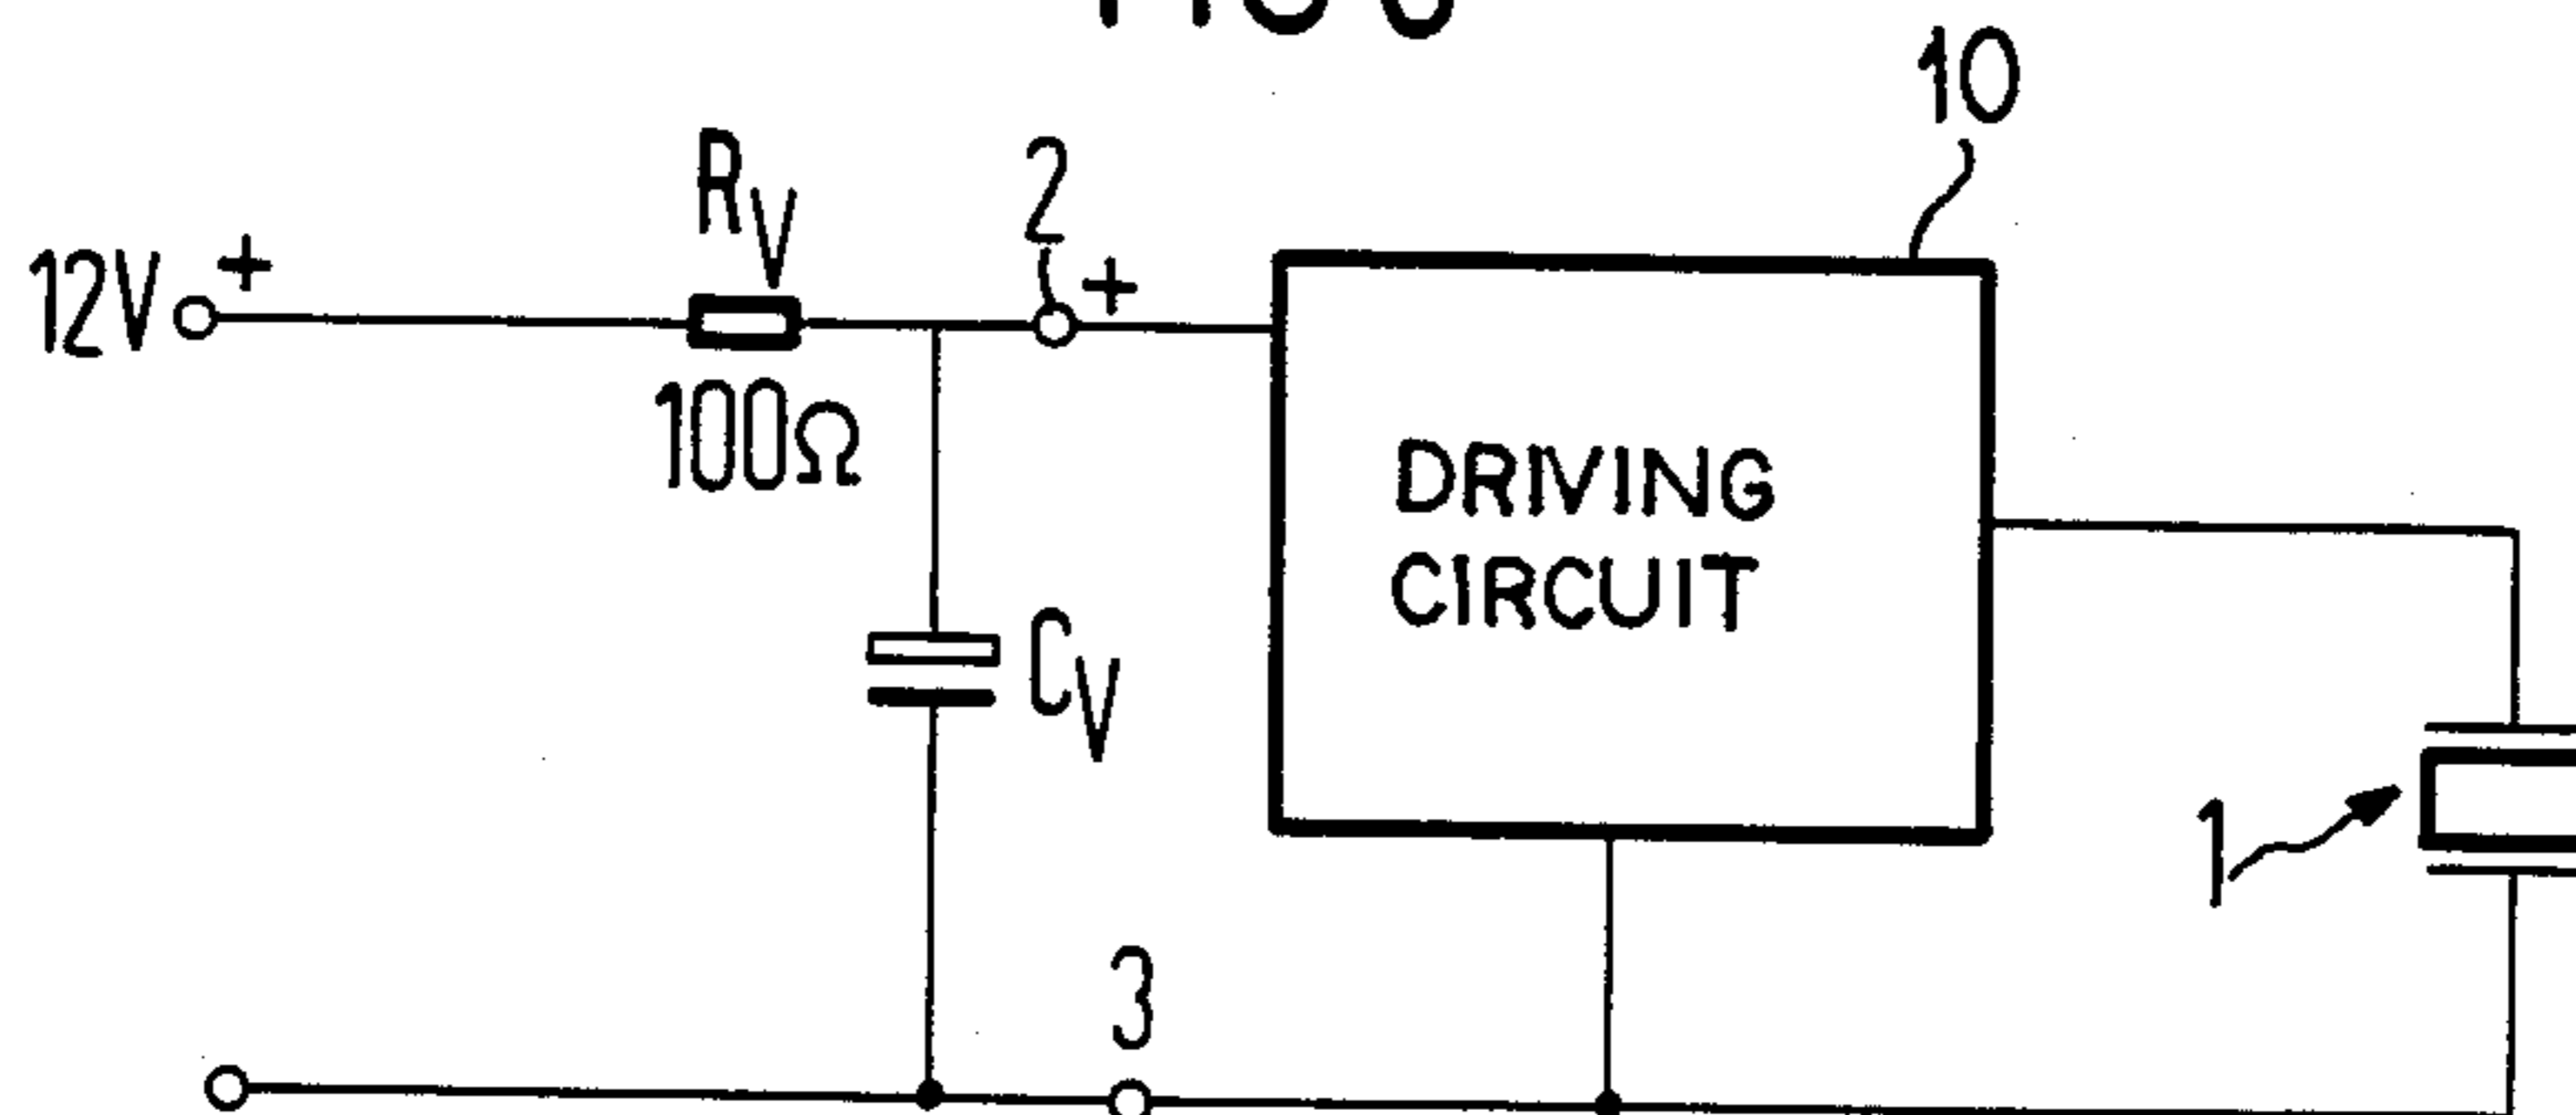 10
R_V
2
12V +
+
100Ω
DRIVING
CIRCUIT
C_V
1
3